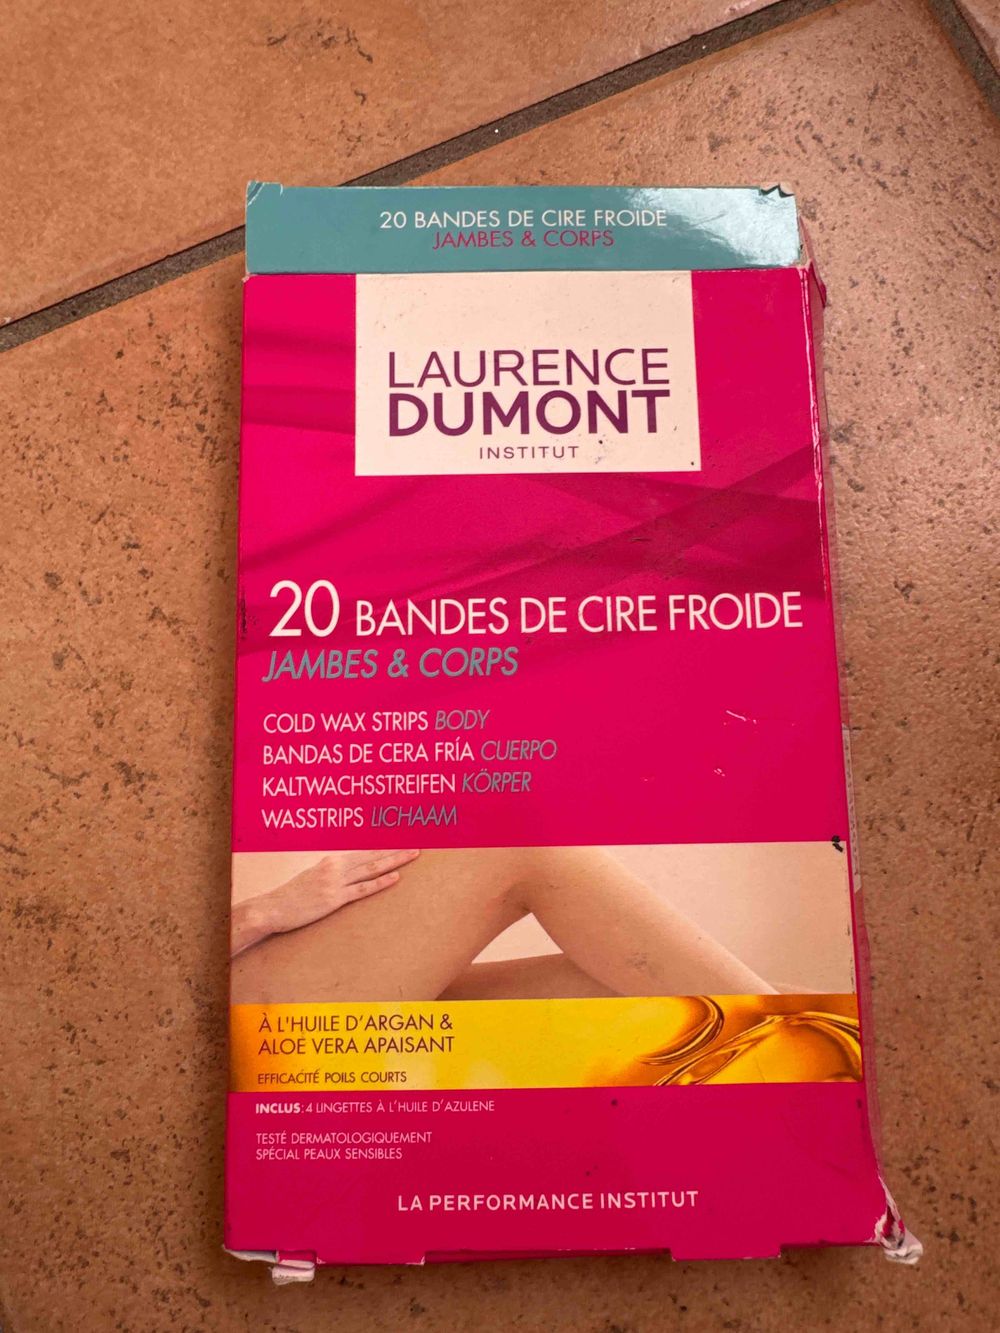 20 BANDES DE CIRE FROIDE
JAMBES & CORPS
LAURENCE
DUMONT
INSTITUT
20 BANDES DE CIRE FROIDE
JAMBES & CORPS
COLD WAX STRIPS BODY
BANDAS DE CERA FRÍA CUERPO
KALTWACHSSTREIFEN KÖRPER
WASSTRIPS LICHAAM
À L'HUILE D'ARGAN &
ALOE VERA APAISANT
EFFICACITÉ POILS COURTS
INCLUS: 4 LINGETTES À L'HUILE D'AZULENE
TESTÉ DERMATOLOGIQUEMENT
SPÉCIAL PEAUX SENSIBLES
LA PERFORMANCE INSTITUT